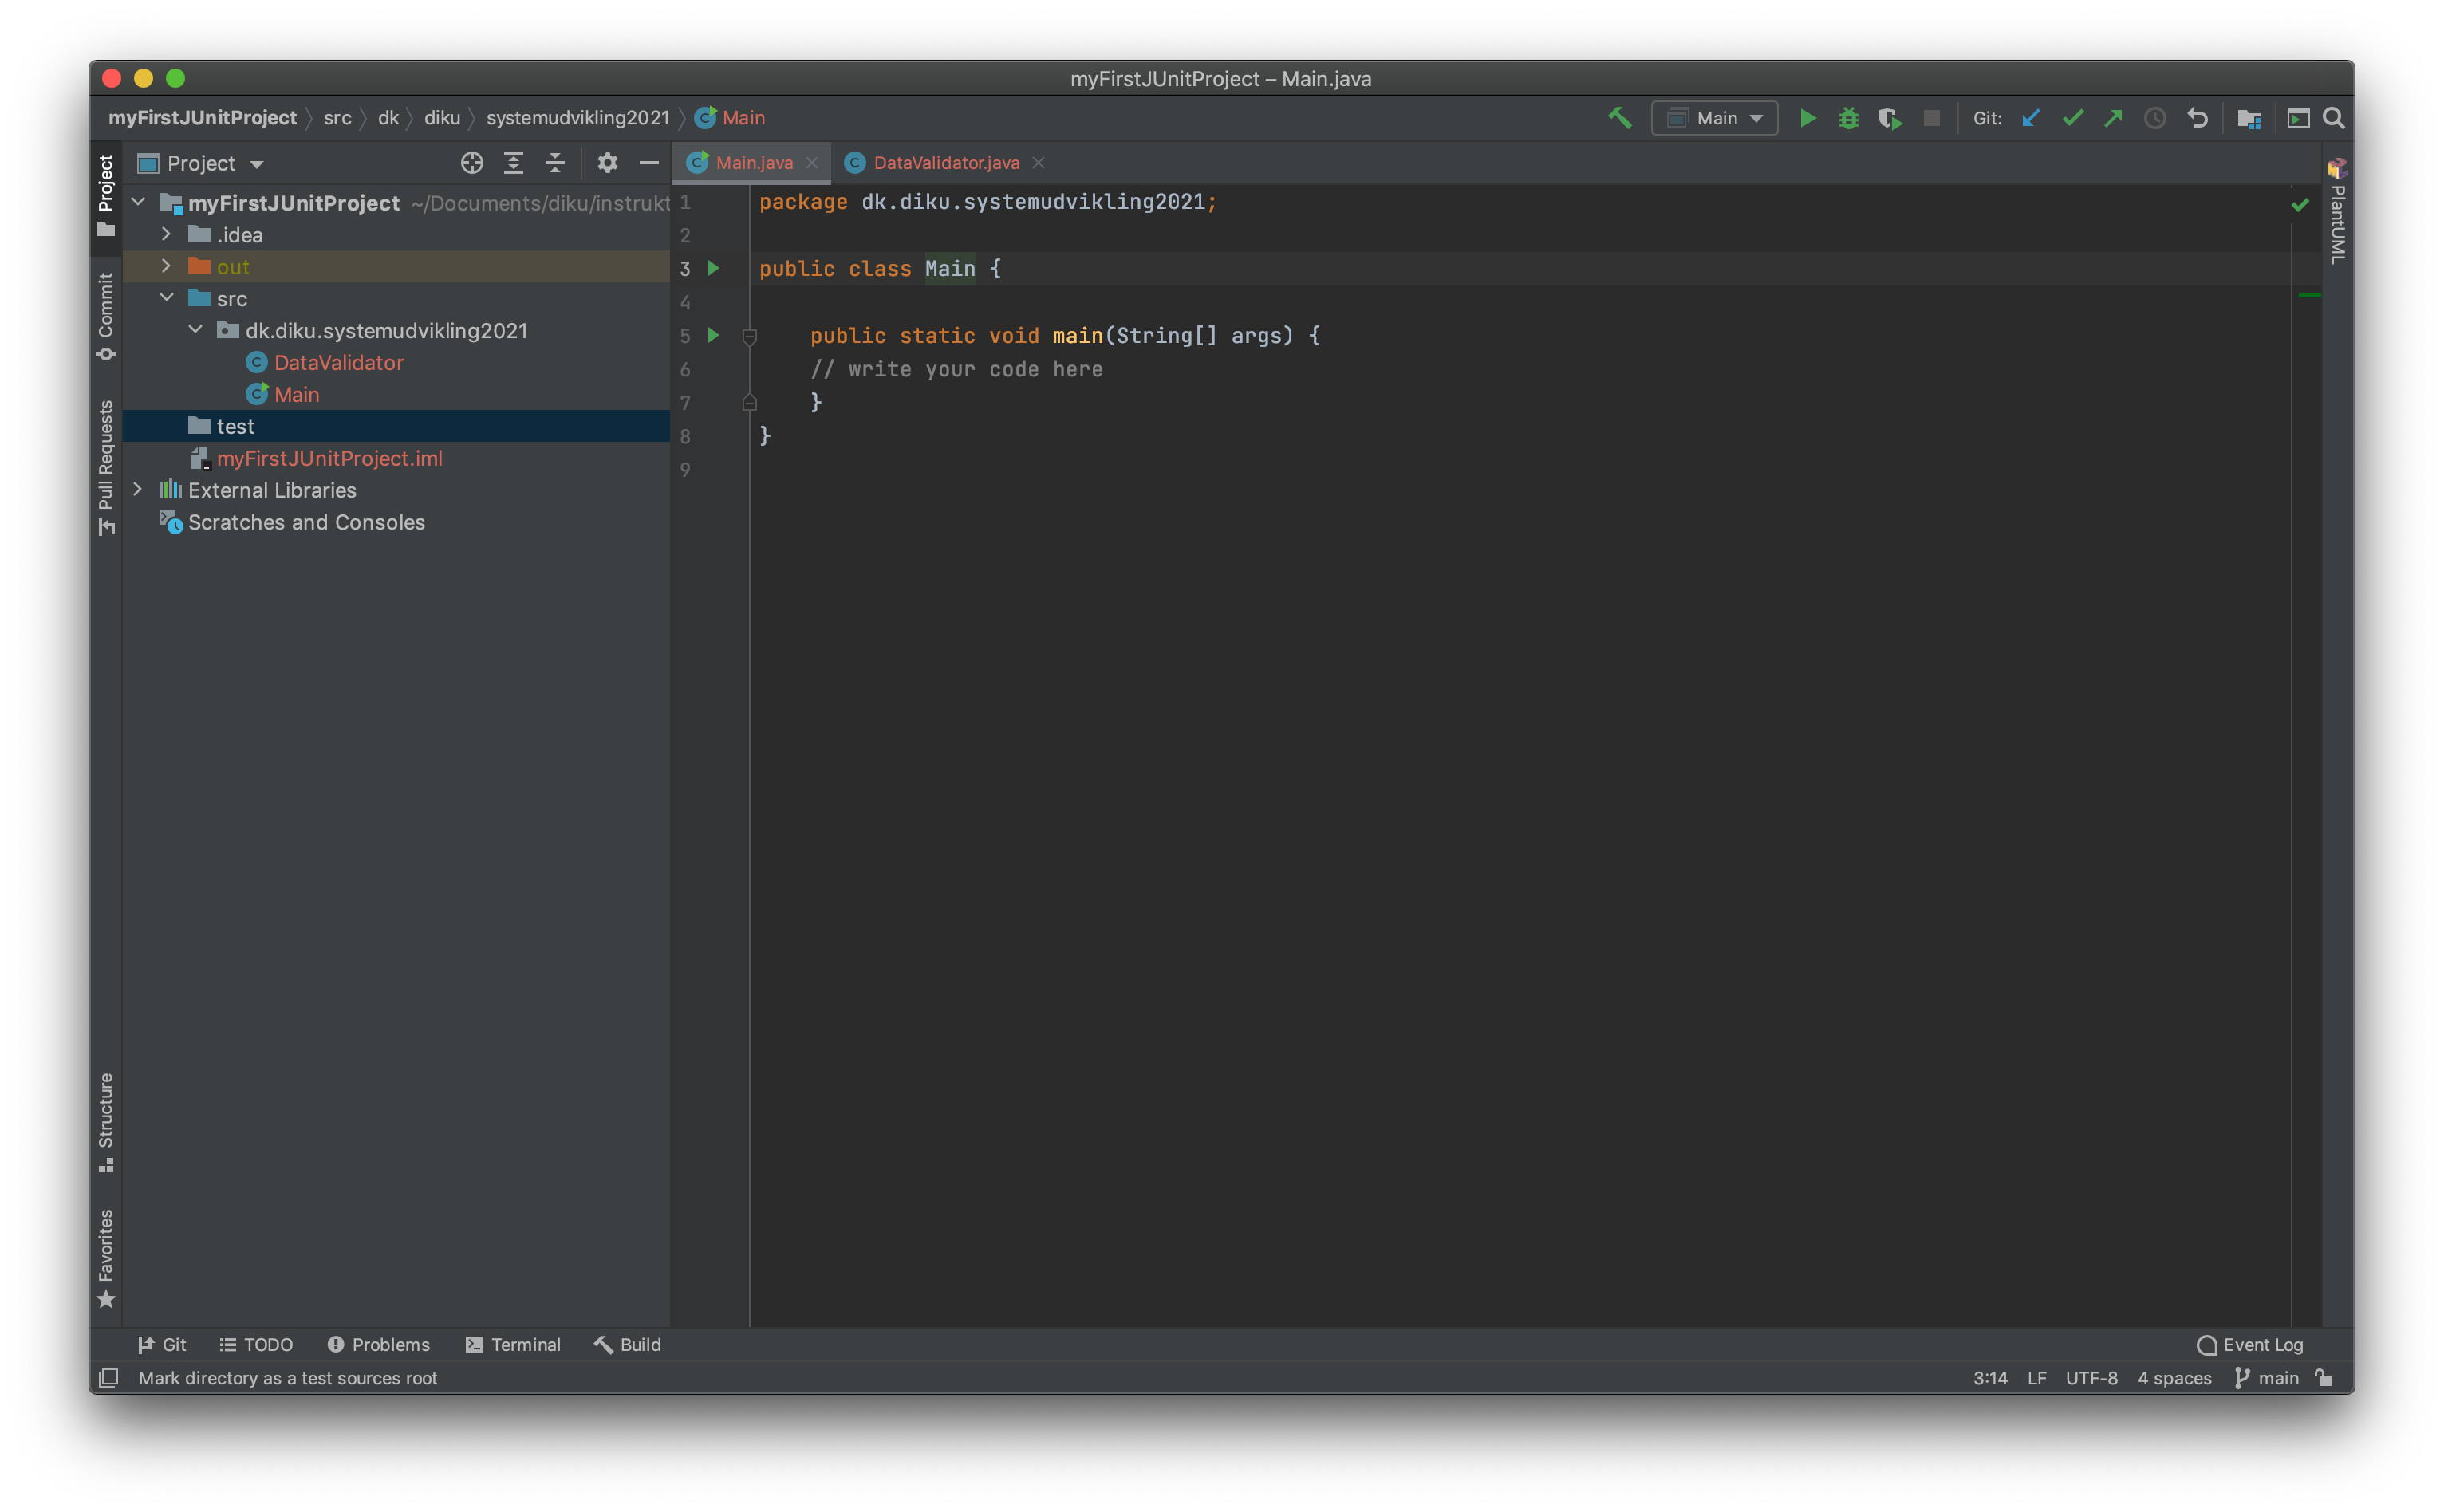 myFirstJUnitProject – Main.java
myFirstJUnitProject src dk diku systemudvikling2021 Main
Main Git:
Project
Main.java DataValidator.java
Project
Commit
Pull Requests
Structure
Favorites
myFirstJUnitProject ~/Documents/diku/instrukt
.idea
out
src
dk.diku.systemudvikling2021
DataValidator
Main
test
myFirstJUnitProject.iml
External Libraries
Scratches and Consoles
1 package dk.diku.systemudvikling2021;
2
3 public class Main {
4
5 public static void main(String[] args) {
6 // write your code here
7 }
8 }
9
PlantUML
Git TODO Problems Terminal Build Event Log
Mark directory as a test sources root 3:14 LF UTF-8 4 spaces main